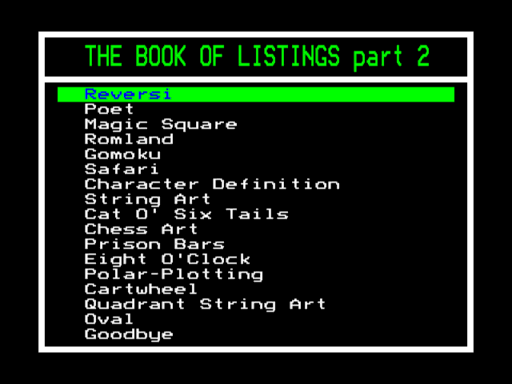 THE BOOK OF LISTINGS part 2
Reversi
Poet
Magic Square
Romland
Gomoku
Safari
Character Definition
String Art
Cat O' Six Tails
Chess Art
Prison Bars
Eight O'Clock
Polar-Plotting
Cartwheel
Quadrant String Art
Oval
Goodbye